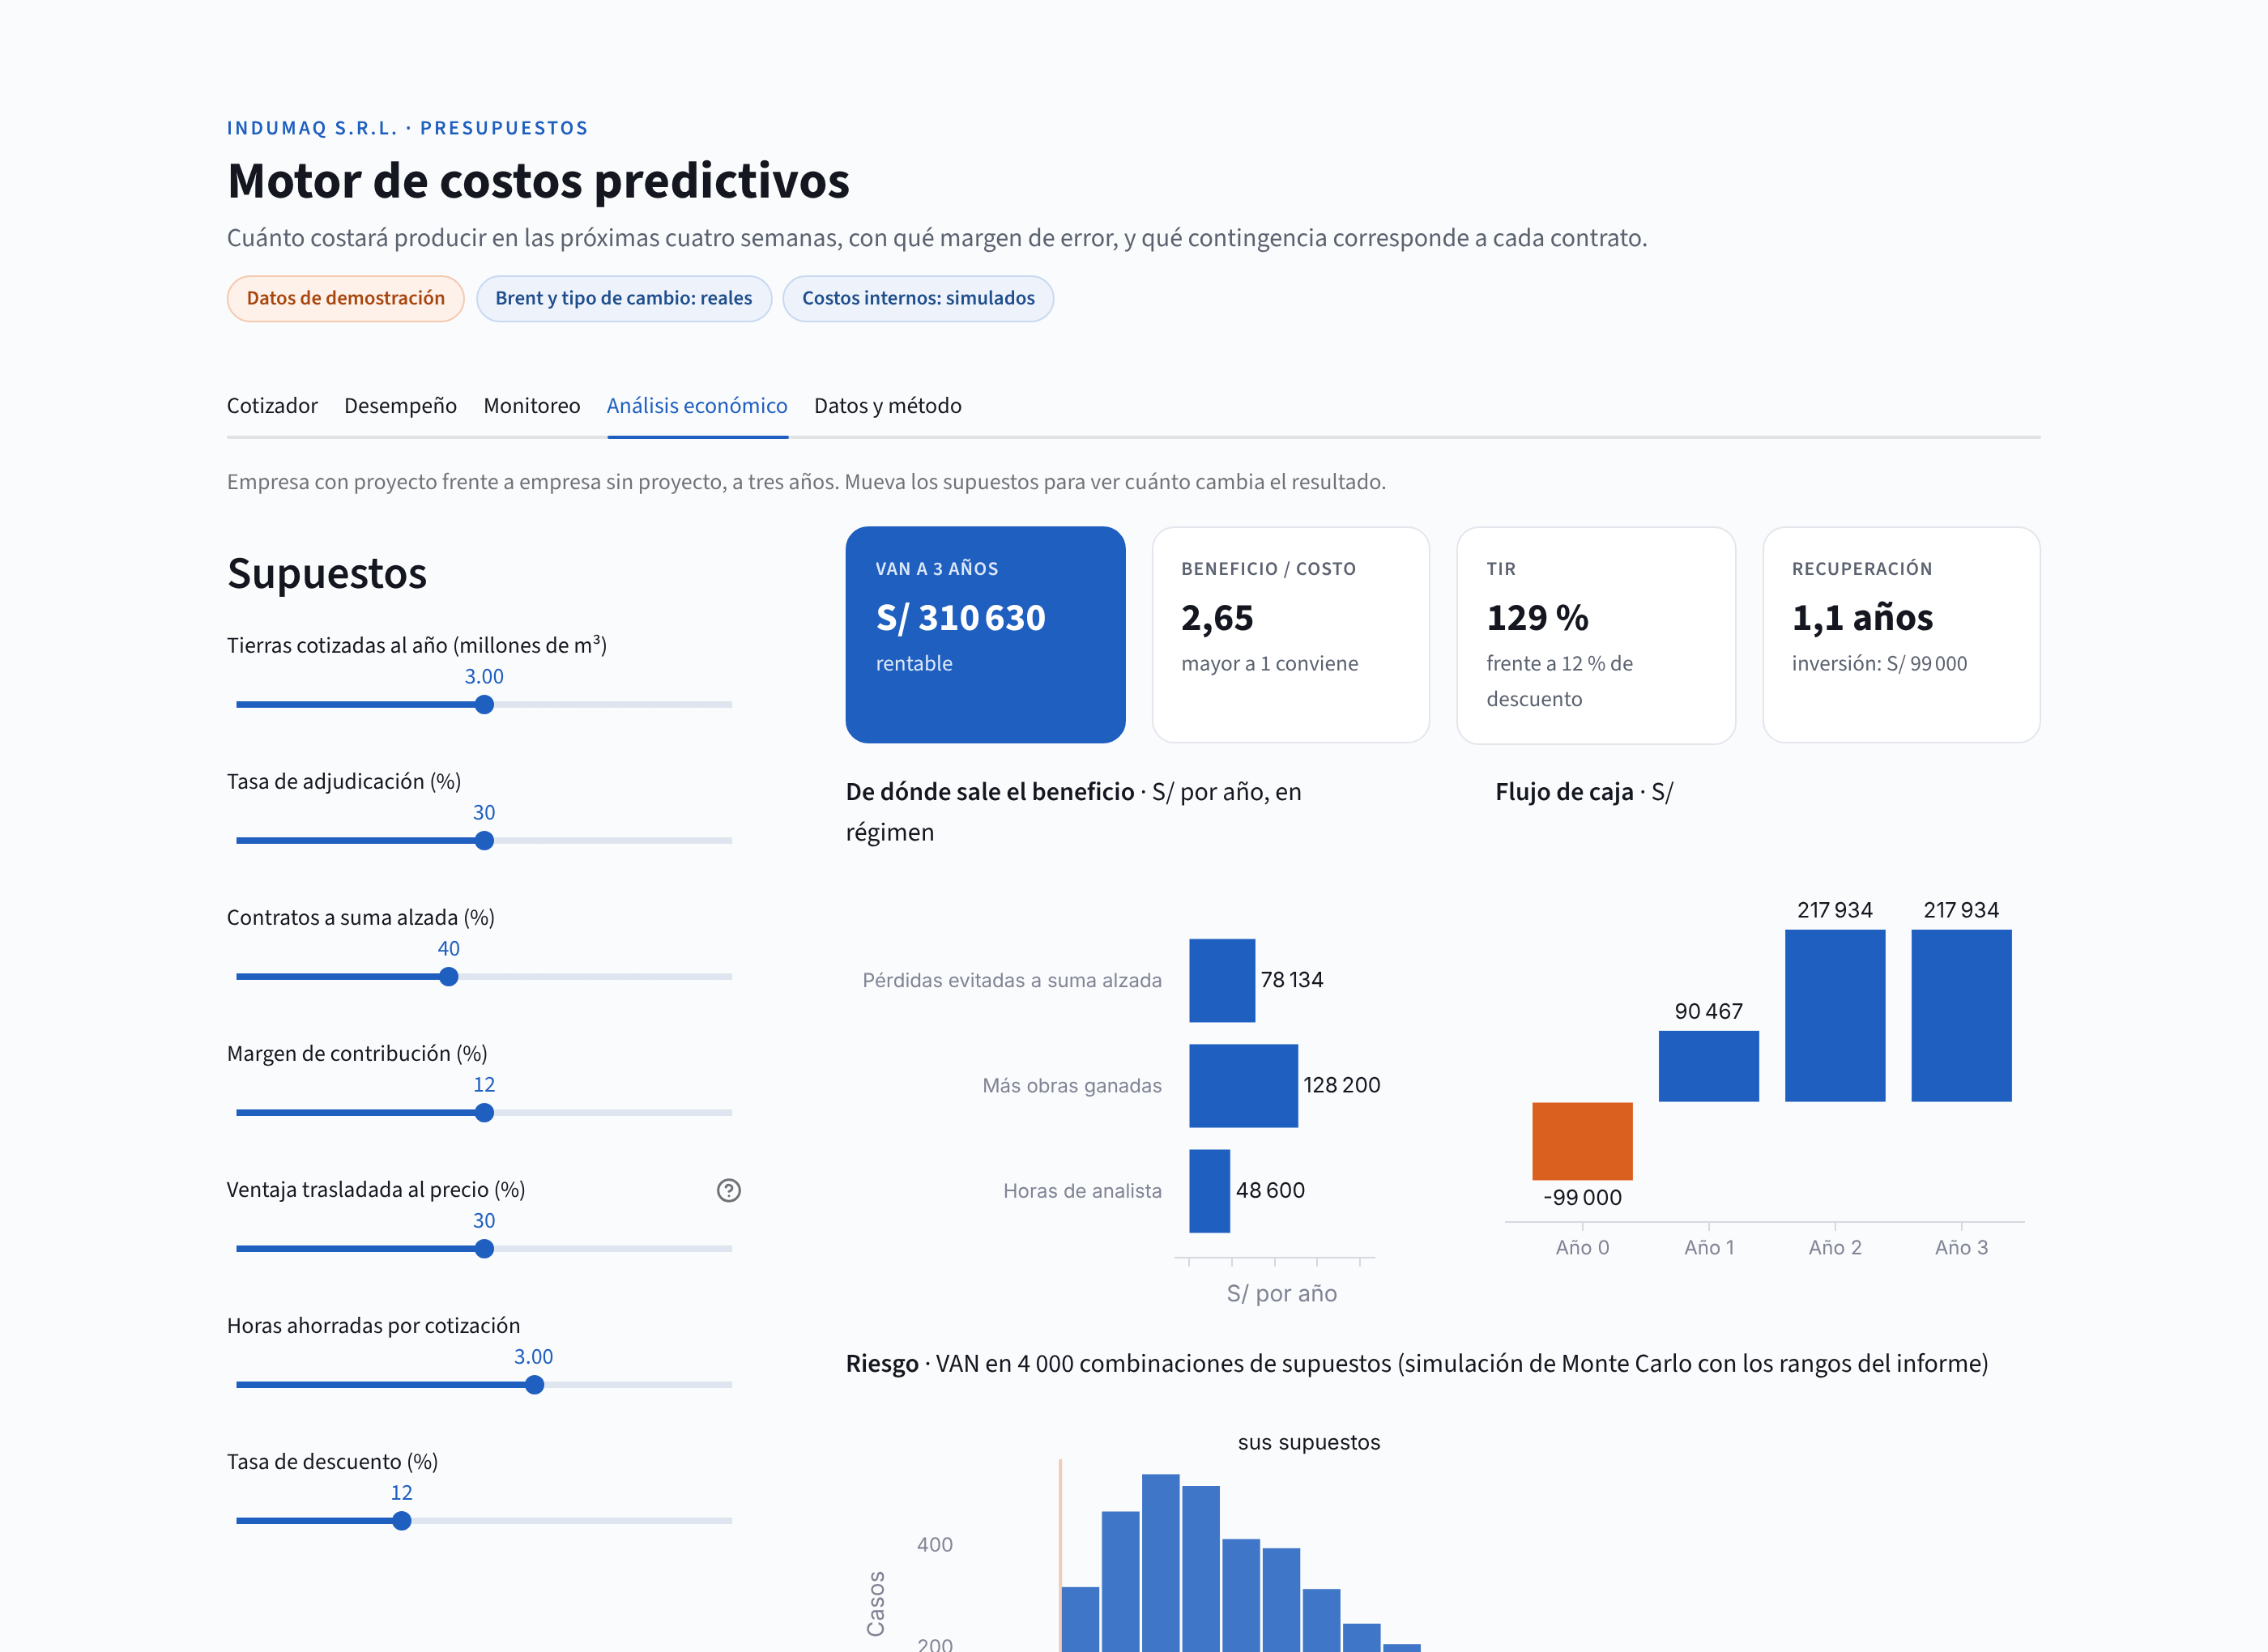 INDUMAQ S.R.L. · PRESUPUESTOS
Motor de costos predictivos
Cuánto costará producir en las próximas cuatro semanas, con qué margen de error, y qué contingencia corresponde a cada contrato.
Datos de demostración
Brent y tipo de cambio: reales
Costos internos: simulados
Cotizador
Desempeño
Monitoreo
Análisis económico
Datos y método
Empresa con proyecto frente a empresa sin proyecto, a tres años. Mueva los supuestos para ver cuánto cambia el resultado.
Supuestos
Tierras cotizadas al año (millones de m³)
3.00
Tasa de adjudicación (%)
30
Contratos a suma alzada (%)
40
Margen de contribución (%)
12
Ventaja trasladada al precio (%)
30
Horas ahorradas por cotización
3.00
Tasa de descuento (%)
12
VAN A 3 AÑOS
S/ 310 630
rentable
BENEFICIO / COSTO
2,65
mayor a 1 conviene
TIR
129 %
frente a 12 % de
descuento
RECUPERACIÓN
1,1 años
inversión: S/ 99 000
De dónde sale el beneficio · S/ por año, en
régimen
Pérdidas evitadas a suma alzada
78 134
Más obras ganadas
128 200
Horas de analista
48 600
S/ por año
Flujo de caja · S/
217 934
217 934
90 467
-99 000
Año 0
Año 1
Año 2
Año 3
Riesgo · VAN en 4 000 combinaciones de supuestos (simulación de Monte Carlo con los rangos del informe)
sus supuestos
400
Casos
200